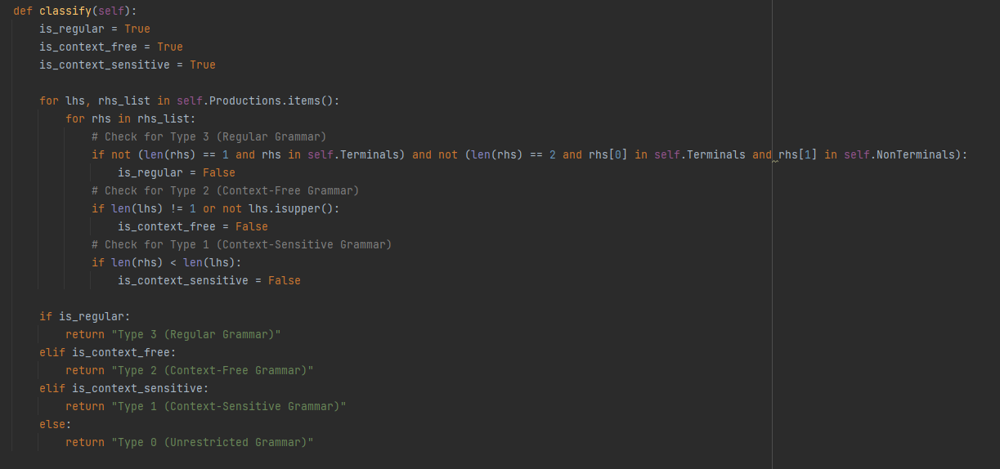 def classify(self):
    is_regular = True
    is_context_free = True
    is_context_sensitive = True

    for lhs, rhs_list in self.Productions.items():
        for rhs in rhs_list:
            # Check for Type 3 (Regular Grammar)
            if not (len(rhs) == 1 and rhs in self.Terminals) and not (len(rhs) == 2 and rhs[0] in self.Terminals and rhs[1] in self.NonTerminals):
                is_regular = False
            # Check for Type 2 (Context-Free Grammar)
            if len(lhs) != 1 or not lhs.isupper():
                is_context_free = False
            # Check for Type 1 (Context-Sensitive Grammar)
            if len(rhs) < len(lhs):
                is_context_sensitive = False

    if is_regular:
        return "Type 3 (Regular Grammar)"
    elif is_context_free:
        return "Type 2 (Context-Free Grammar)"
    elif is_context_sensitive:
        return "Type 1 (Context-Sensitive Grammar)"
    else:
        return "Type 0 (Unrestricted Grammar)"